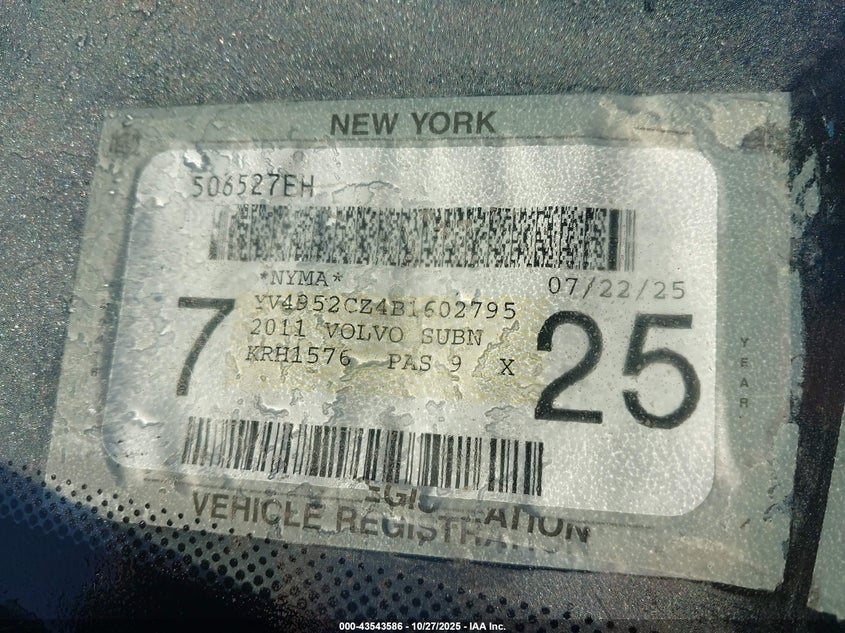 NEW YORK
506527EH
*NYMA*
07/22/25
YV4952CZ4B1602795
2011 VOLVO SUBN
KRH1576 PAS 9 X
7
25
YEAR
VEHICLE REGISTRATION
000-43543586 - 10/27/2025 - IAA Inc.